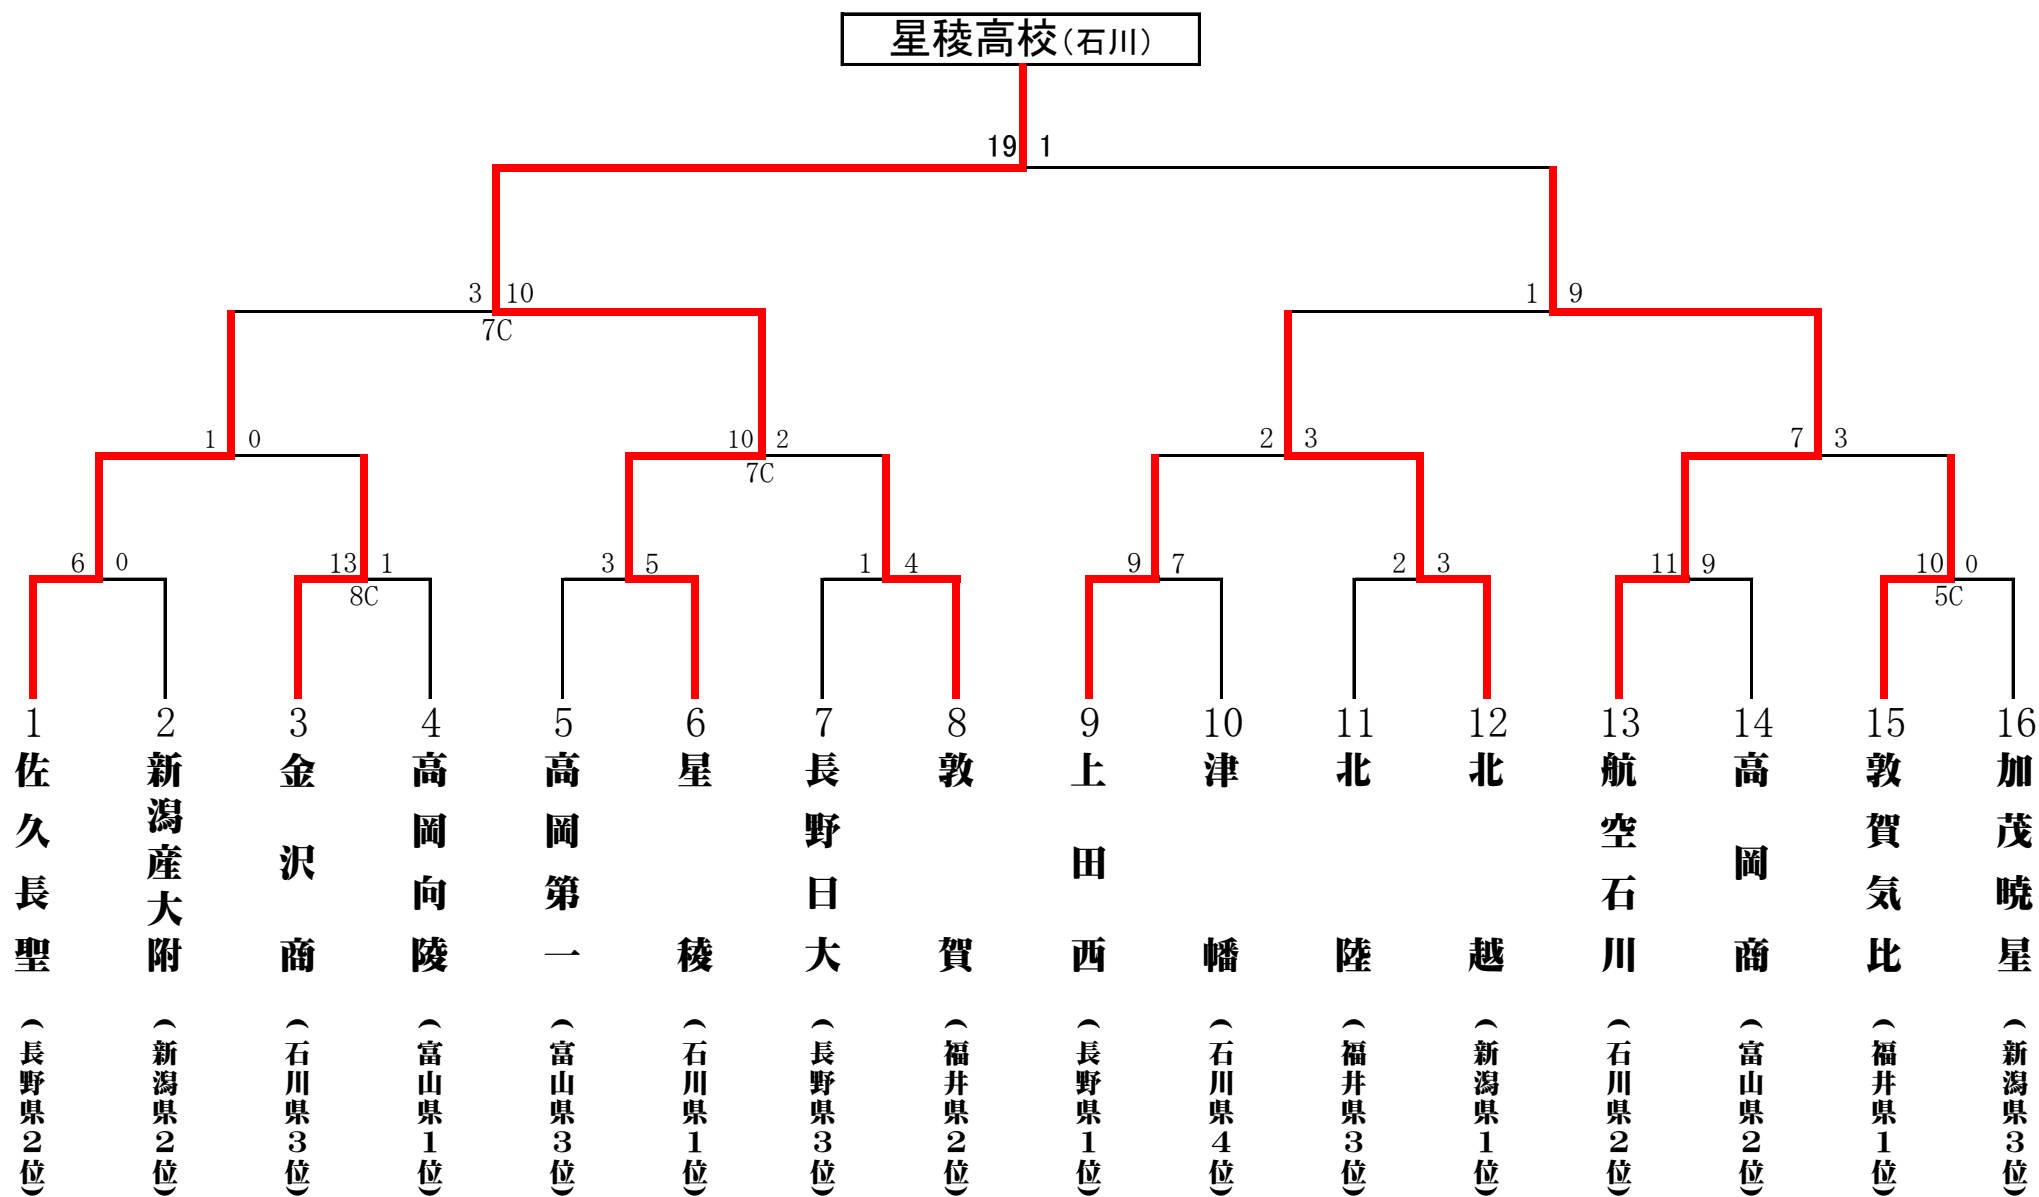 星稜高校(石川)
19 1
3 10
7C
1 9
1 0
10 2
7C
2 3
7 3
6 0
13 1
8C
3 5
1 4
9 7
2 3
11 9
10 0
5C
1
佐久長聖
(長野県2位)
2
新潟産大附
(新潟県2位)
3
金沢商
(石川県3位)
4
高岡向陵
(富山県1位)
5
高岡第一
(富山県3位)
6
星稜
(石川県1位)
7
長野日大
(長野県3位)
8
敦賀
(福井県2位)
9
上田西
(長野県1位)
10
津幡
(石川県4位)
11
北陸
(福井県3位)
12
北越
(新潟県1位)
13
航空石川
(石川県2位)
14
高岡商
(富山県2位)
15
敦賀気比
(福井県1位)
16
加茂暁星
(新潟県3位)